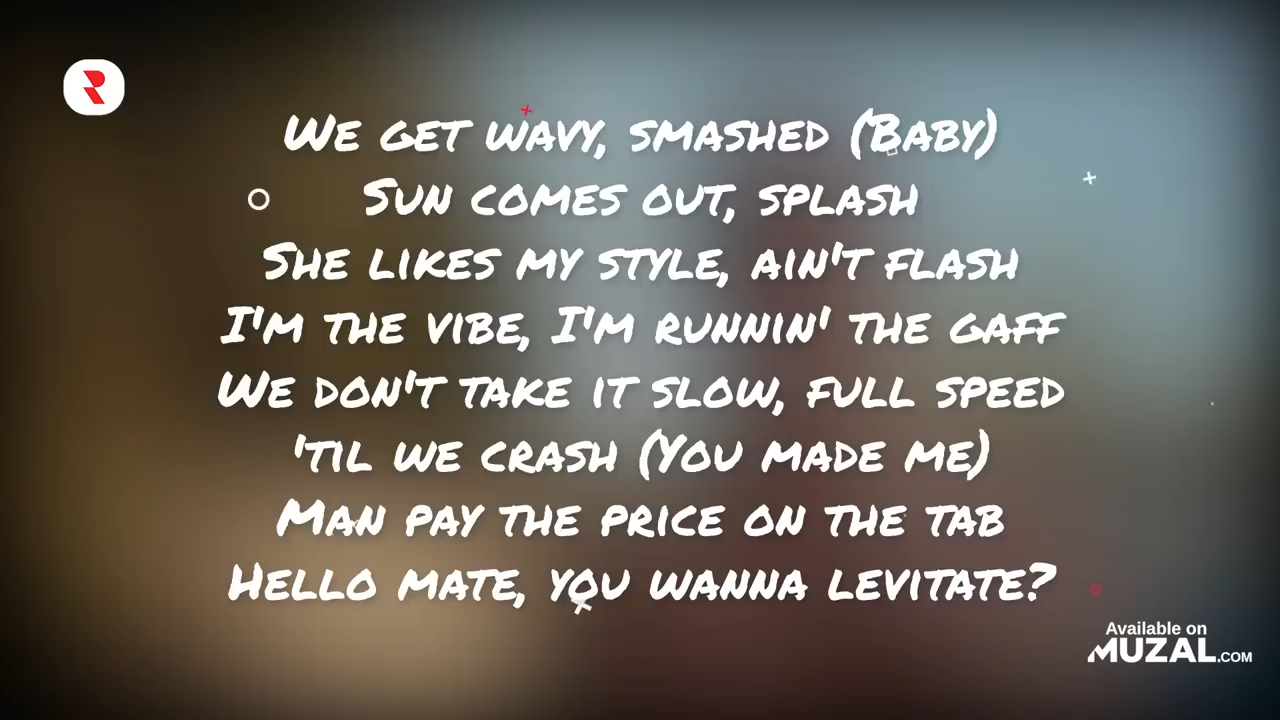 We get wavy, smashed (Baby)
Sun comes out, splash
She likes my style, ain't flash
I'm the vibe, I'm runnin' the gaff
We don't take it slow, full speed
'til we crash (You made me)
Man pay the price on the tab
Hello mate, you wanna levitate?
Available on
MUZAL.COM